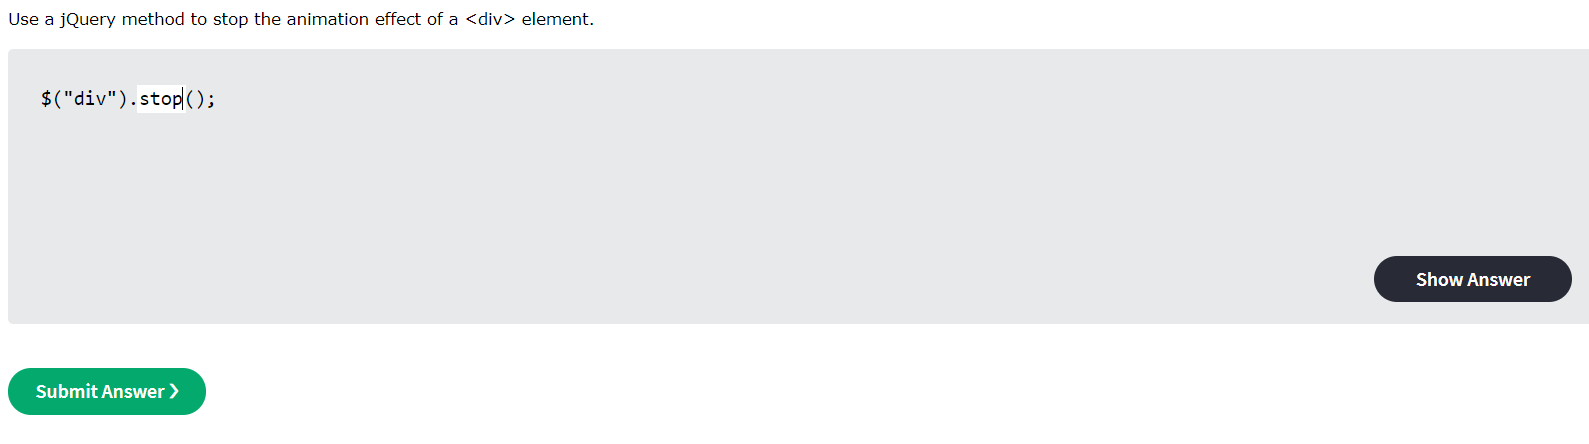 Use a jQuery method to stop the animation effect of a <div> element.
$("div").stop();
Show Answer
Submit Answer ❯